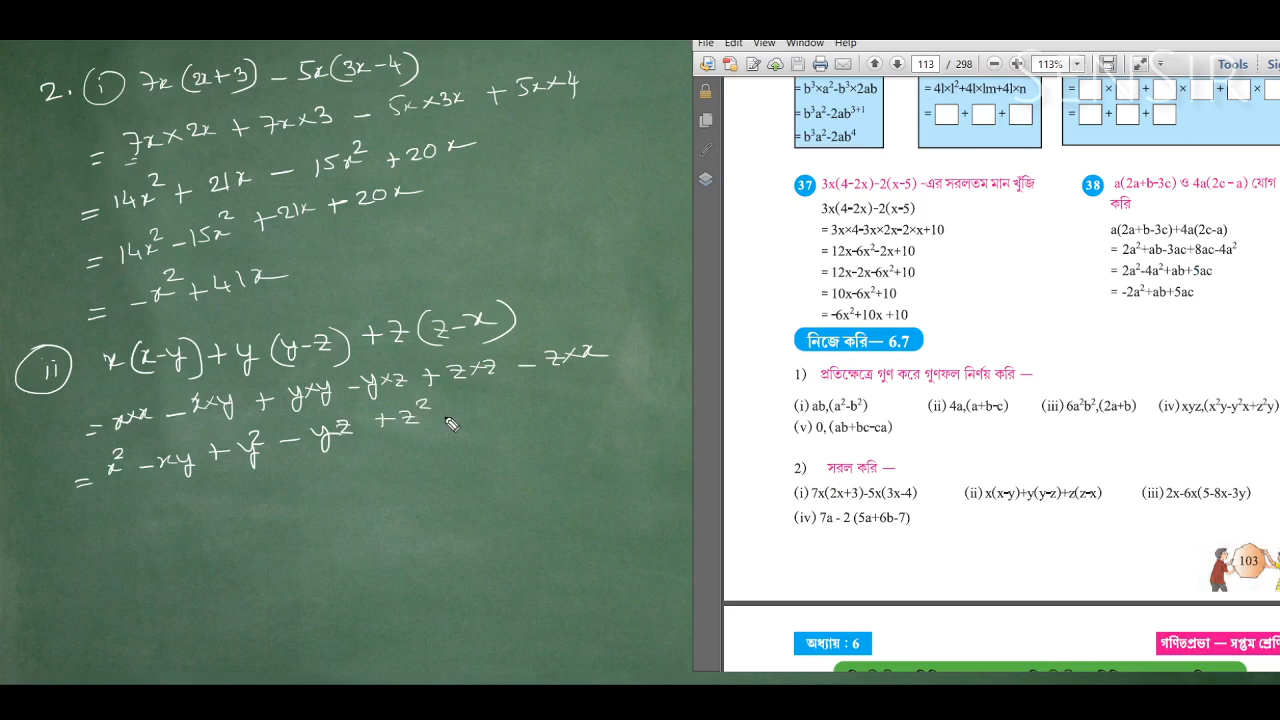 2. (i) 7x(2x+3) - 5x(3x-4)
= 7x×2x + 7x×3 - 5x×3x + 5x×4
= 14x² + 21x - 15x² + 20x
= 14x² - 15x² + 21x + 20x
= -x² + 41x
(ii) x(x-y) + y(y-z) + z(z-x)
= x×x - x×y + y×y - y×z + z×z - z×x
= x² - xy + y² - yz + z²
File Edit View Window Help
113 / 298 113% Tools
= b³×a²-b³×2ab
= b³a²-2ab³⁺¹
= b³a²-2ab⁴
= 4l×l²+4l×lm+4l×n
= □ + □ + □
= □ × □ + □ × □ + □ ×
= □ + □ + □
37 3x(4-2x)-2(x-5) -এর সরলতম মান খুঁজি
3x(4-2x)-2(x-5)
= 3x×4-3x×2x-2×x+10
= 12x-6x²-2x+10
= 12x-2x-6x²+10
= 10x-6x²+10
= -6x²+10x +10
38 a(2a+b-3c) ও 4a(2c-a) যোগ
করি
a(2a+b-3c)+4a(2c-a)
= 2a²+ab-3ac+8ac-4a²
= 2a²-4a²+ab+5ac
= -2a²+ab+5ac
নিজে করি— 6.7
1) প্রতিক্ষেত্রে গুণ করে গুণফল নির্ণয় করি —
(i) ab,(a²-b²) (ii) 4a,(a+b-c) (iii) 6a²b²,(2a+b) (iv) xyz,(x²y-y²x+z²y)
(v) 0, (ab+bc-ca)
2) সরল করি —
(i) 7x(2x+3)-5x(3x-4) (ii) x(x-y)+y(y-z)+z(z-x) (iii) 2x-6x(5-8x-3y)
(iv) 7a - 2 (5a+6b-7)
103
অধ্যায় : 6
গণিতপ্রভা — সপ্তম শ্রেণি